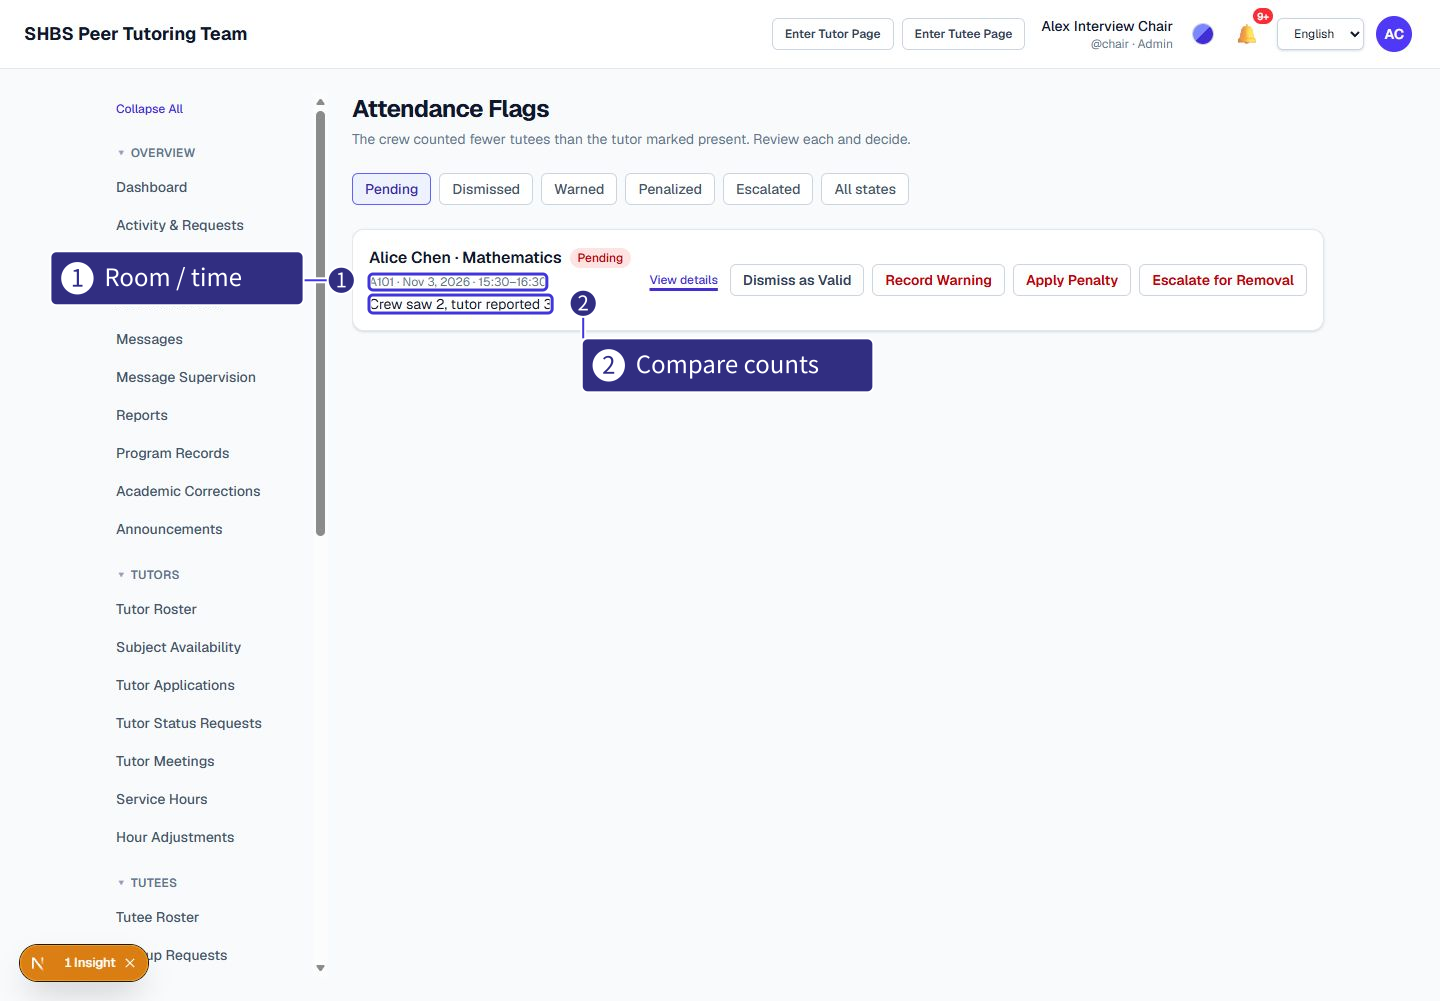 SHBS Peer Tutoring Team
Enter Tutor Page
Enter Tutee Page
Alex Interview Chair
@chair · Admin
9+
English
AC
Collapse All
OVERVIEW
Dashboard
Activity & Requests
1 Room / time
Messages
Message Supervision
Reports
Program Records
Academic Corrections
Announcements
TUTORS
Tutor Roster
Subject Availability
Tutor Applications
Tutor Status Requests
Tutor Meetings
Service Hours
Hour Adjustments
TUTEES
Tutee Roster
up Requests
1 Insight
Attendance Flags
The crew counted fewer tutees than the tutor marked present. Review each and decide.
Pending
Dismissed
Warned
Penalized
Escalated
All states
Alice Chen · Mathematics
Pending
1
A101 · Nov 3, 2026 · 15:30–16:30
Crew saw 2, tutor reported 3
2
View details
Dismiss as Valid
Record Warning
Apply Penalty
Escalate for Removal
2 Compare counts